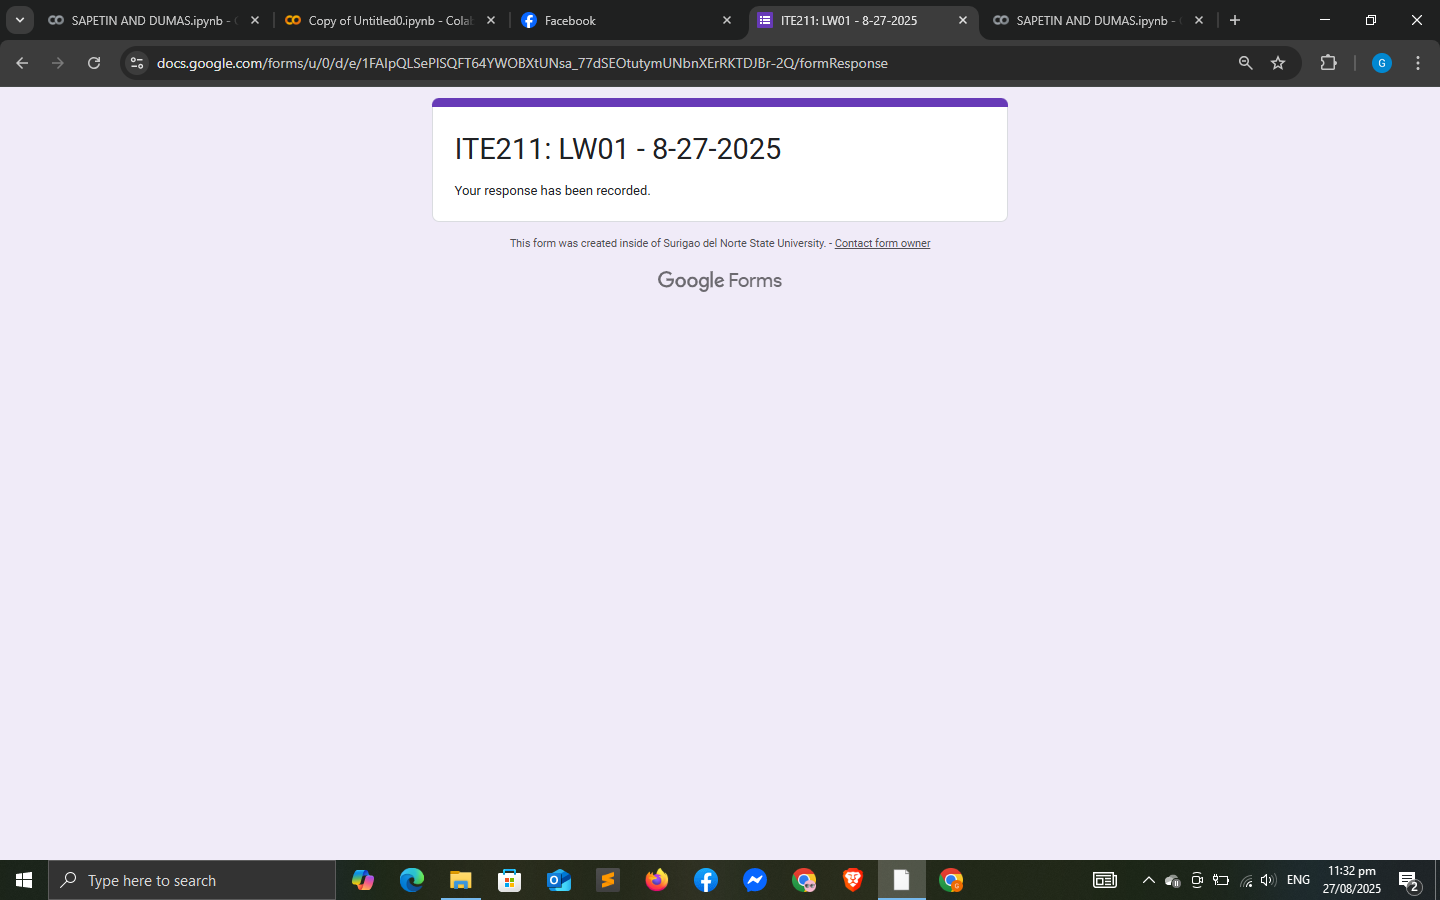 SAPETIN AND DUMAS.ipynb -
Copy of Untitled0.ipynb - Colab
Facebook
ITE211: LW01 - 8-27-2025
SAPETIN AND DUMAS.ipynb -
docs.google.com/forms/u/0/d/e/1FAIpQLSePlSQFT64YWOBXtUNsa_77dSEOtutymUNbnXErRKTDJBr-2Q/formResponse
G
ITE211: LW01 - 8-27-2025
Your response has been recorded.
This form was created inside of Surigao del Norte State University. - Contact form owner
Google Forms
Type here to search
ENG
11:32 pm
27/08/2025
2